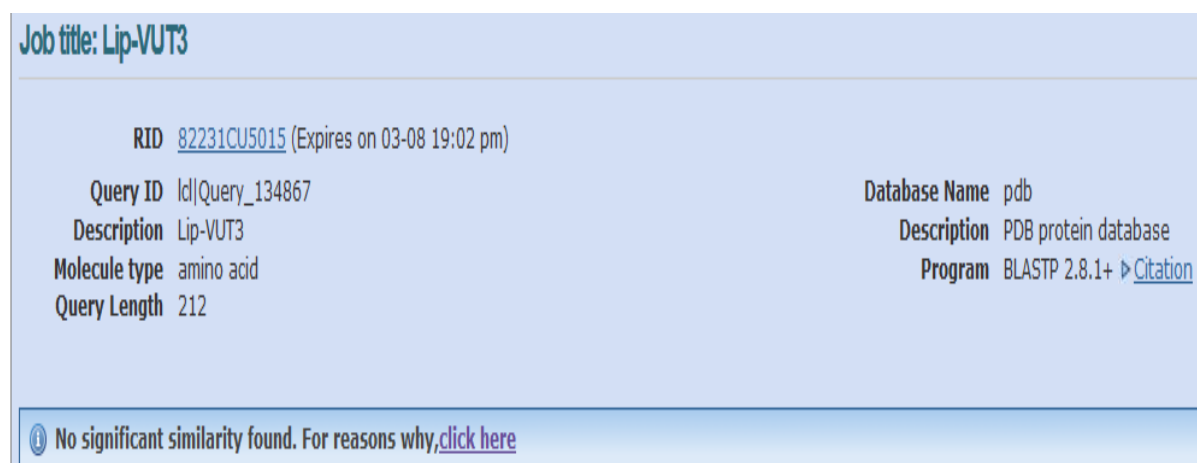 Job title: Lip-VUT3
RID 82231CU5015 (Expires on 03-08 19:02 pm)
Query ID lcl|Query_134867
Description Lip-VUT3
Molecule type amino acid
Query Length 212
Database Name pdb
Description PDB protein database
Program BLASTP 2.8.1+ Citation
No significant similarity found. For reasons why,click here